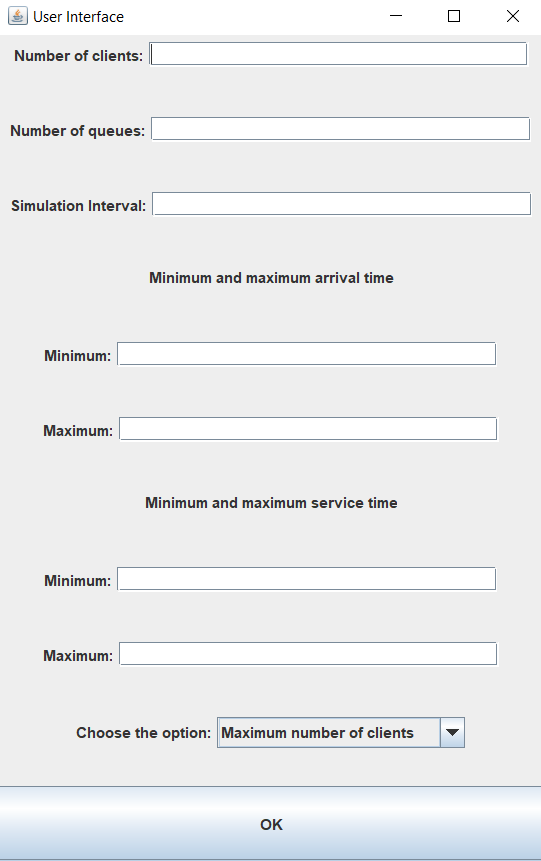 User Interface
Number of clients:
Number of queues:
Simulation Interval:
Minimum and maximum arrival time
Minimum:
Maximum:
Minimum and maximum service time
Minimum:
Maximum:
Choose the option: Maximum number of clients
OK